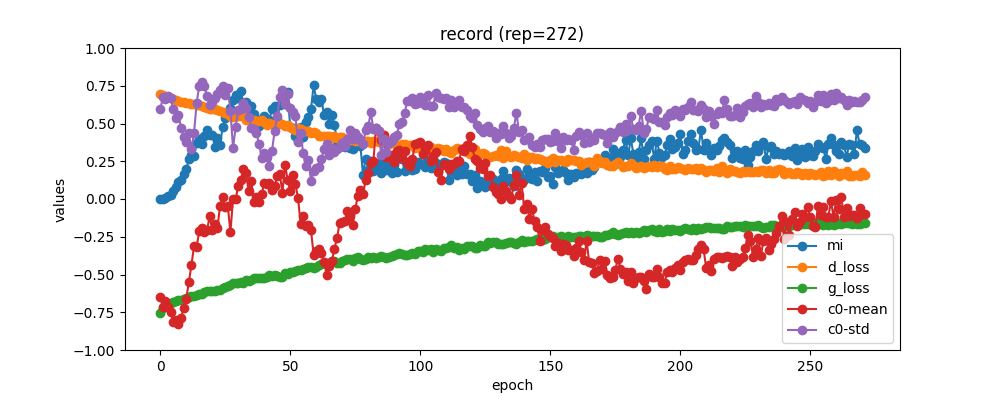 record (rep=272)
1.00
0.75
0.50
0.25
0.00
−0.25
−0.50
−0.75
−1.00
values
0 50 100 150 200 250
epoch
mi
d_loss
g_loss
c0-mean
c0-std